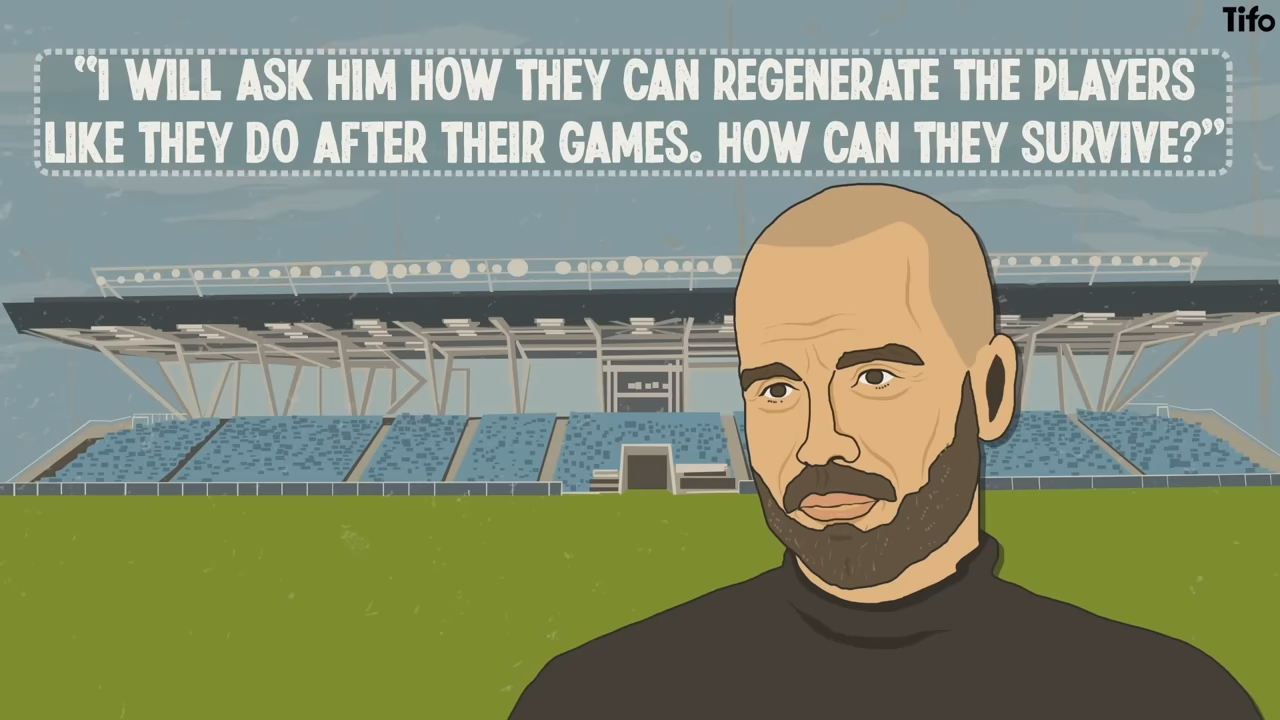 Tifo
“I WILL ASK HIM HOW THEY CAN REGENERATE THE PLAYERS
LIKE THEY DO AFTER THEIR GAMES. HOW CAN THEY SURVIVE?”